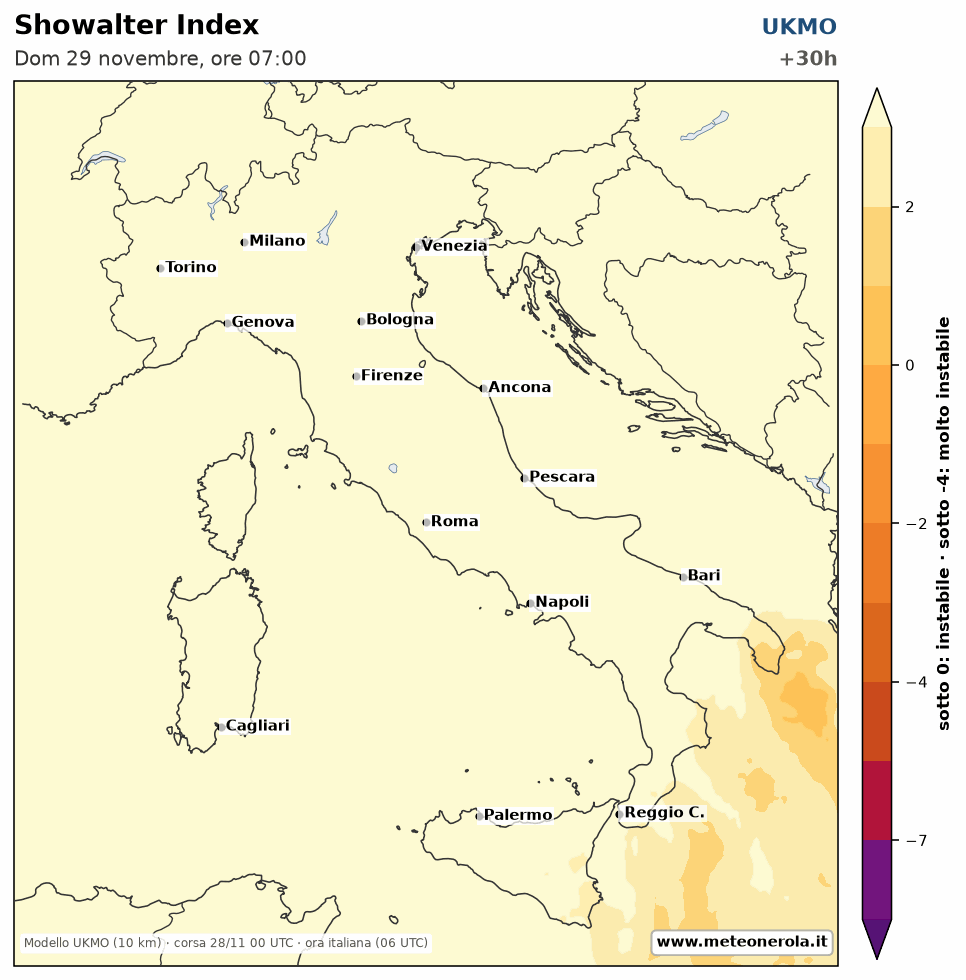 Showalter Index
UKMO
Dom 29 novembre, ore 07:00
+30h
Milano
Venezia
Torino
Genova
Bologna
Firenze
Ancona
Pescara
Roma
Bari
Napoli
Cagliari
Palermo
Reggio C.
2
0
−2
−4
−7
sotto 0: instabile · sotto -4: molto instabile
Modello UKMO (10 km) · corsa 28/11 00 UTC · ora italiana (06 UTC)
www.meteonerola.it